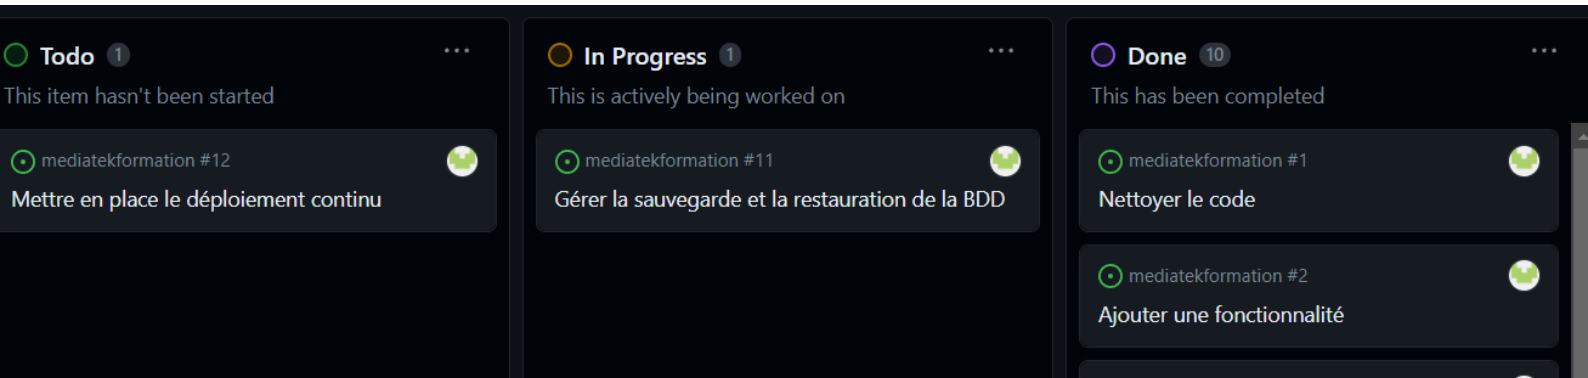 Todo 1
This item hasn't been started
mediatekformation #12
Mettre en place le déploiement continu
In Progress 1
This is actively being worked on
mediatekformation #11
Gérer la sauvegarde et la restauration de la BDD
Done 10
This has been completed
mediatekformation #1
Nettoyer le code
mediatekformation #2
Ajouter une fonctionnalité